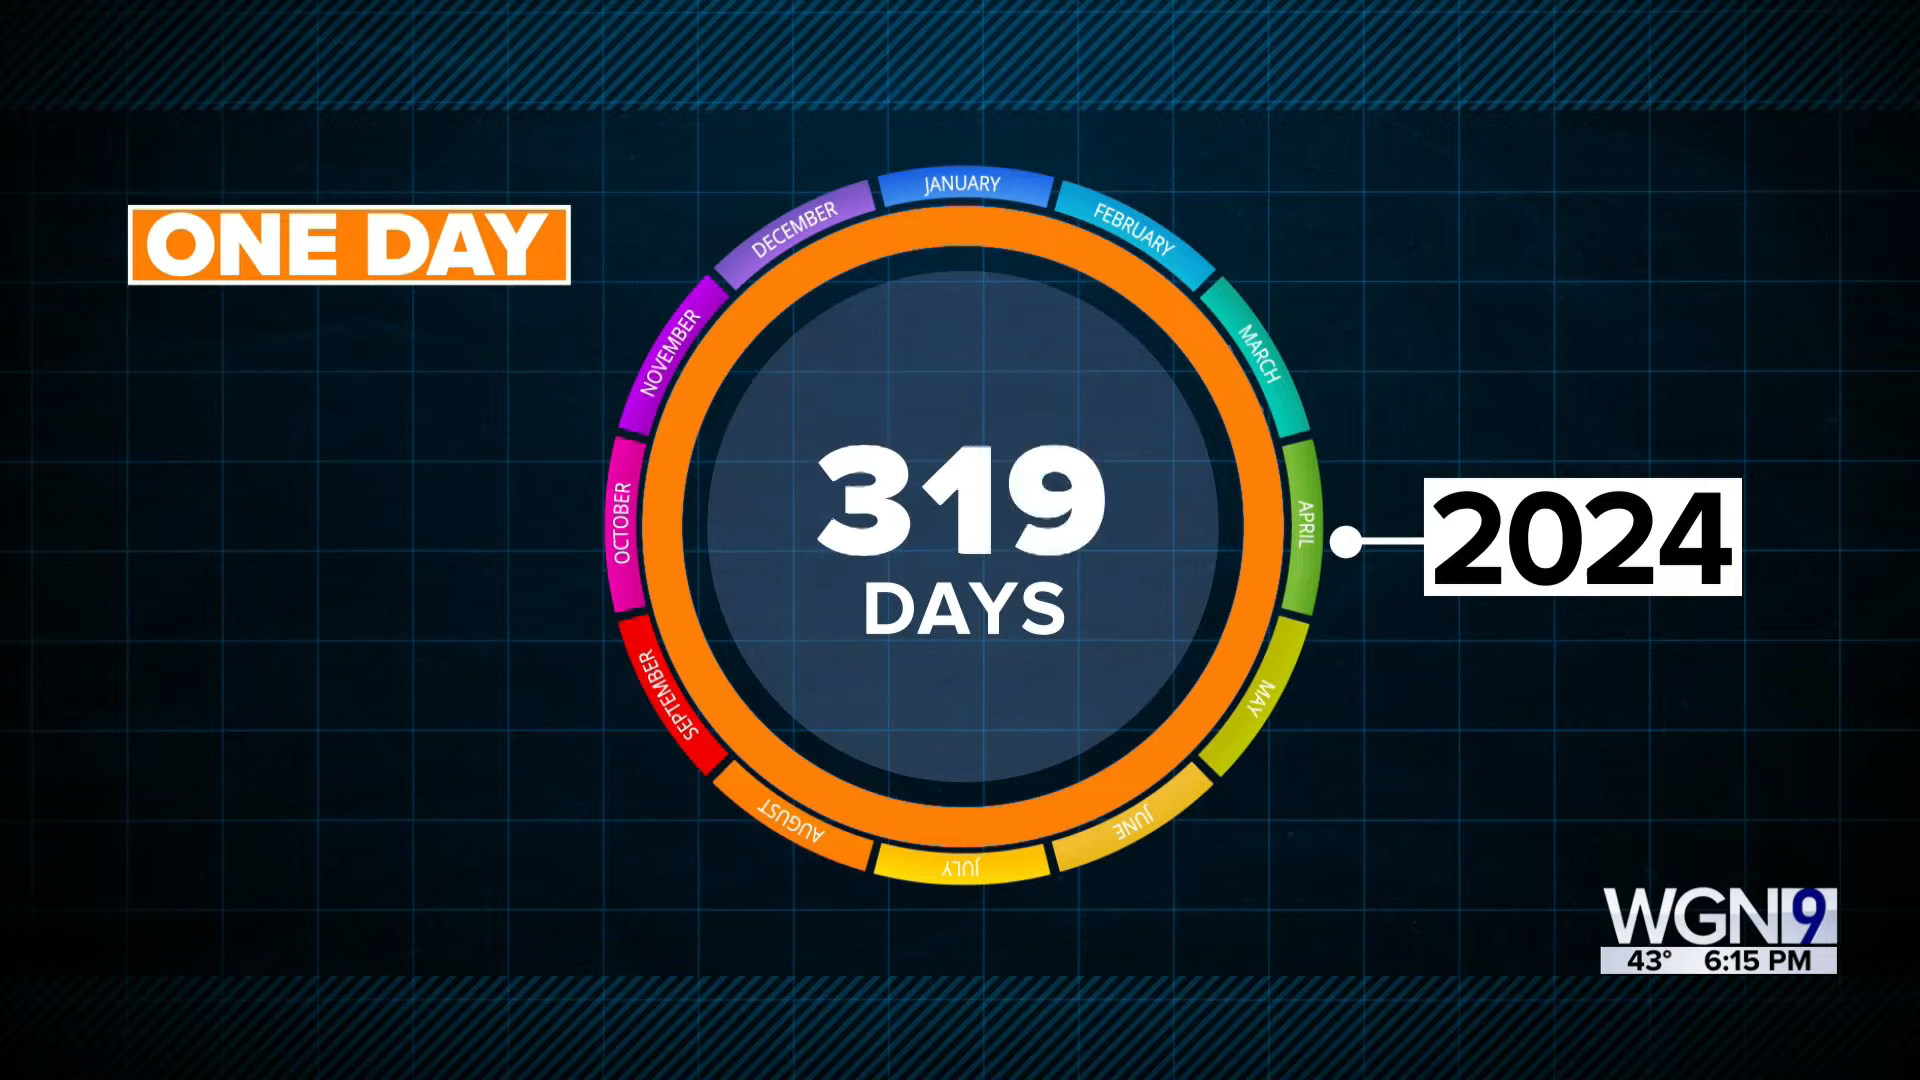 ONE DAY
JANUARY
FEBRUARY
MARCH
APRIL
MAY
JUNE
JULY
AUGUST
SEPTEMBER
OCTOBER
NOVEMBER
DECEMBER
319
DAYS
2024
WGN9
43° 6:15 PM